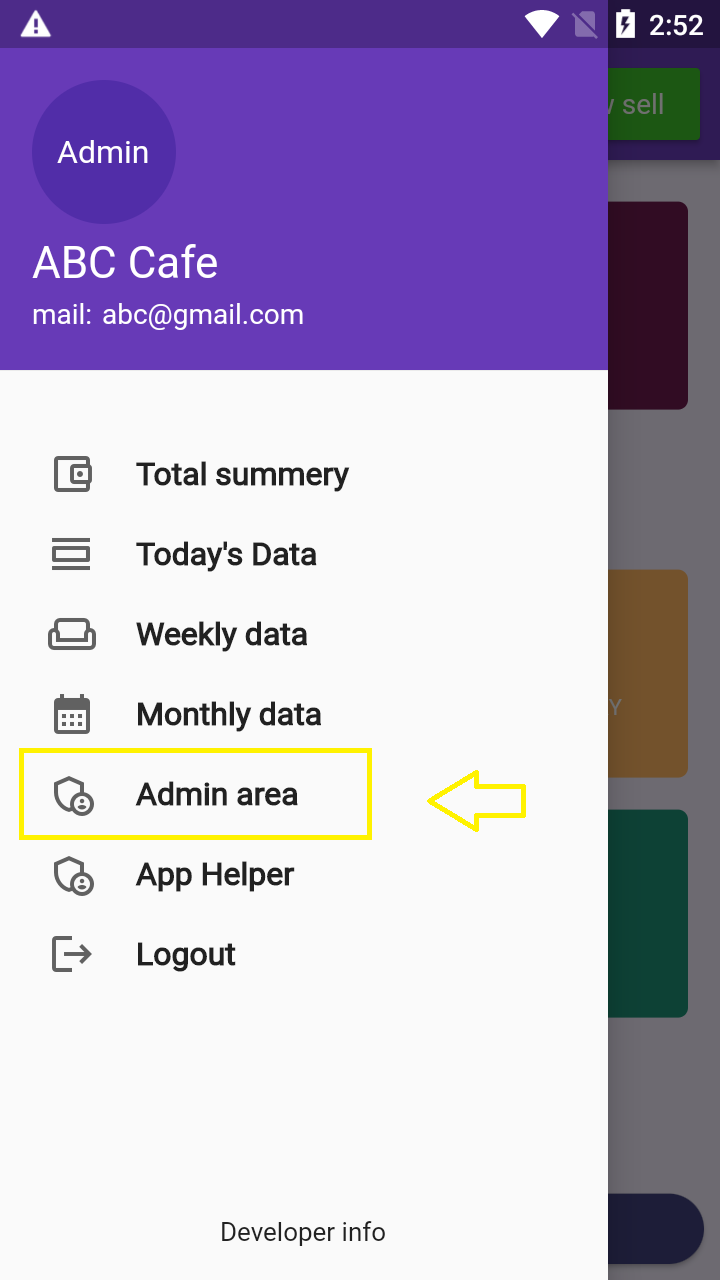 2:52
sell
Admin
ABC Cafe
mail: abc@gmail.com
Total summery
Today's Data
Weekly data
Monthly data
Admin area
App Helper
Logout
Developer info